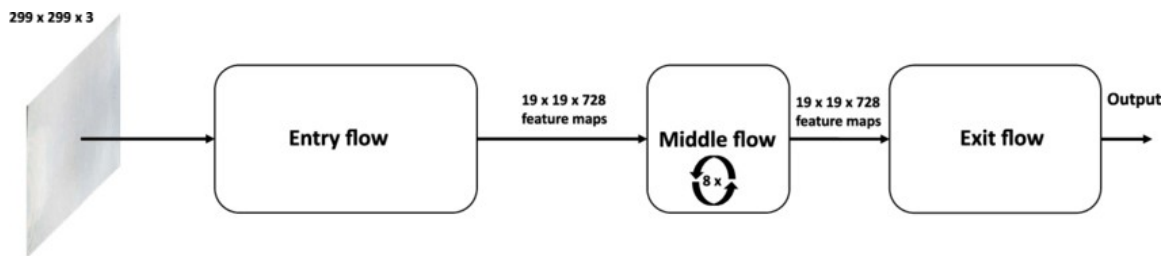 299 x 299 x 3
Entry flow
19 x 19 x 728
feature maps
Middle flow
8 x
19 x 19 x 728
feature maps
Exit flow
Output